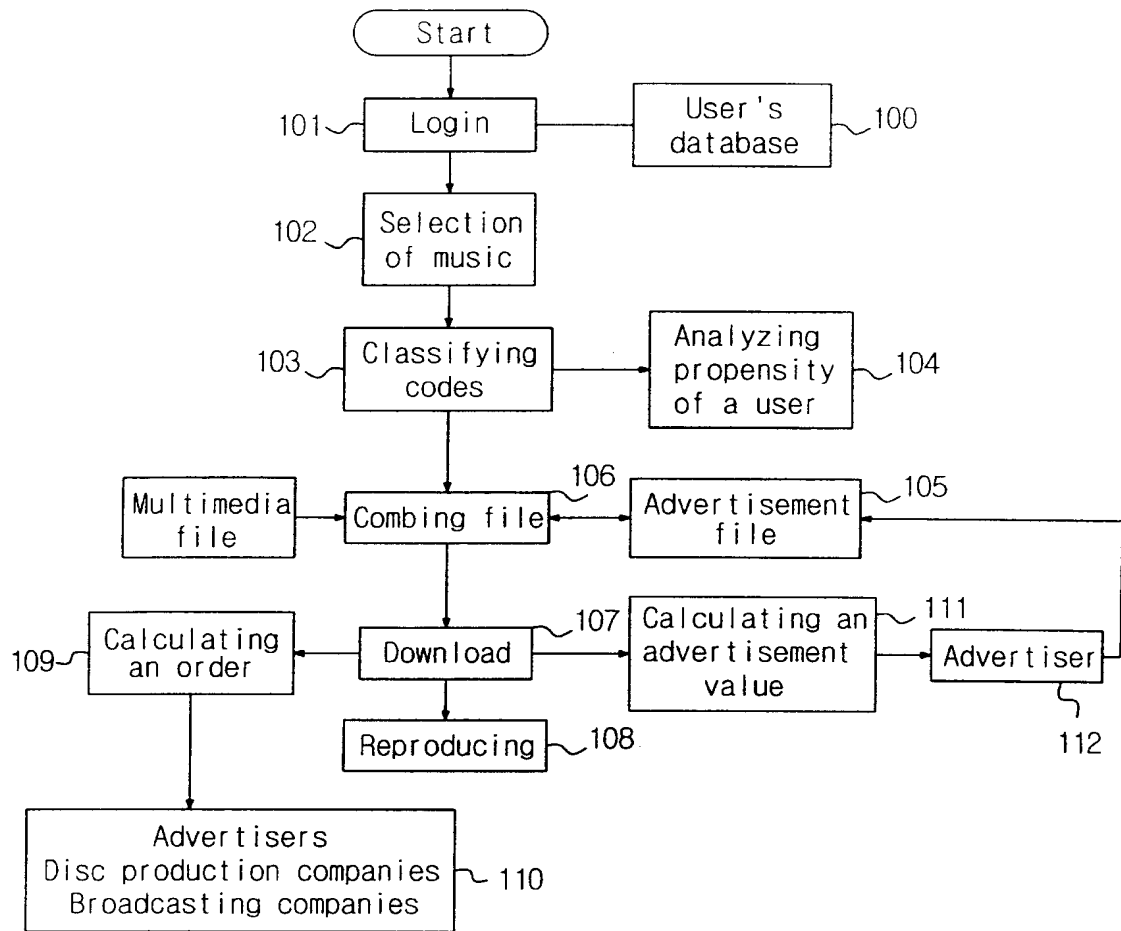 Start
101
Login
User's
database
100
102
Selection
of music
103
Classifying
codes
Analyzing
propensity
of a user
104
Multimedia
file
106
Combing file
105
Advertisement
file
109
Calculating
an order
107
Download
111
Calculating an
advertisement
value
Advertiser
112
Reproducing
108
Advertisers
Disc production companies
Broadcasting companies
110